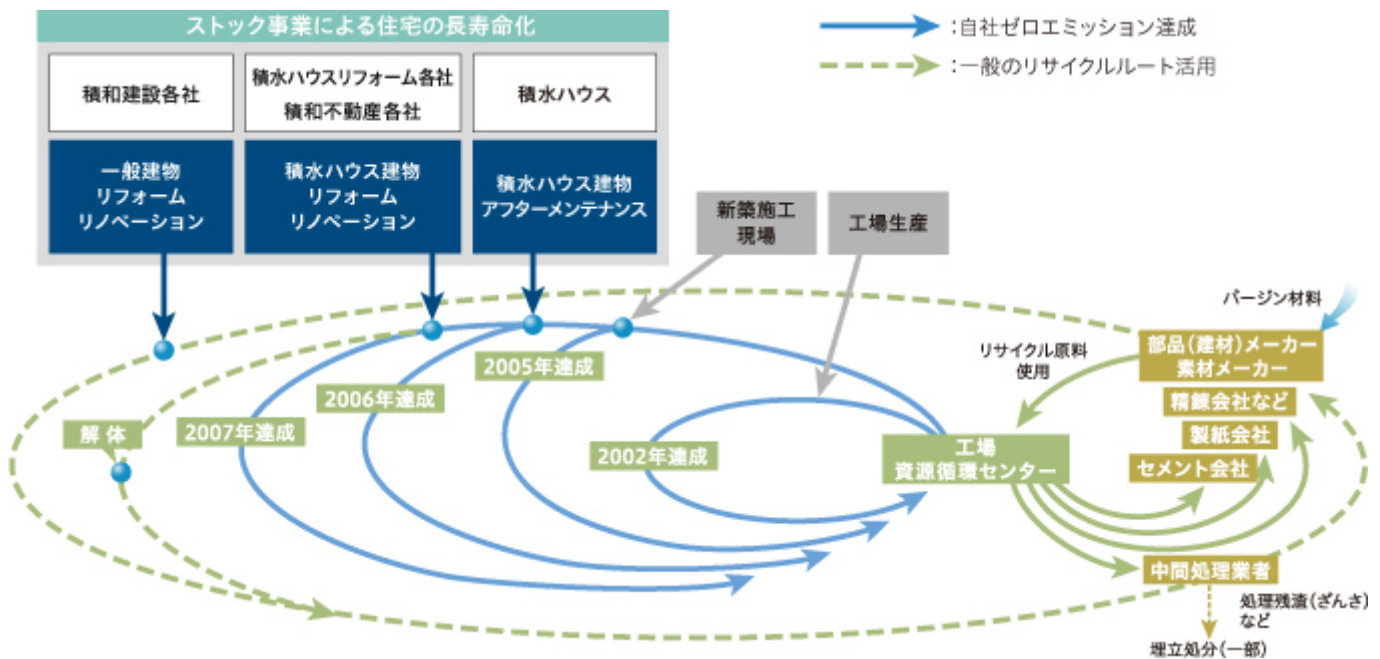 ストック事業による住宅の長寿命化
:自社ゼロエミッション達成
:一般のリサイクルルート活用
積和建設各社
積水ハウスリフォーム各社
積和不動産各社
積水ハウス
一般建物
リフォーム
リノベーション
積水ハウス建物
リフォーム
リノベーション
積水ハウス建物
アフターメンテナンス
新築施工
現場
工場生産
バージン材料
リサイクル原料
使用
部品(建材)メーカー
素材メーカー
精錬会社など
製紙会社
セメント会社
2005年達成
2006年達成
2007年達成
2002年達成
解体
工場
資源循環センター
中間処理業者
処理残渣(ざんさ)
など
埋立処分(一部)